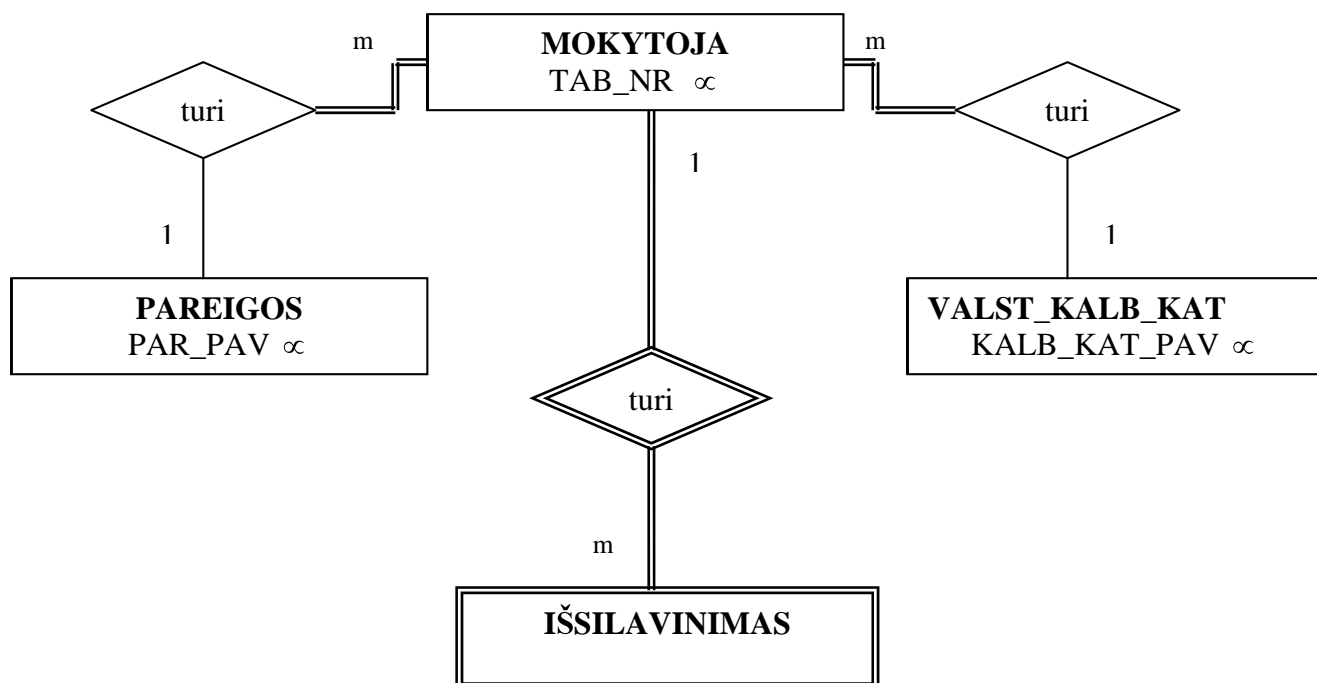 m
MOKYTOJA
m
TAB_NR ∝
turi
turi
1
1
1
PAREIGOS
VALST_KALB_KAT
PAR_PAV ∝
KALB_KAT_PAV ∝
turi
m
IŠSILAVINIMAS